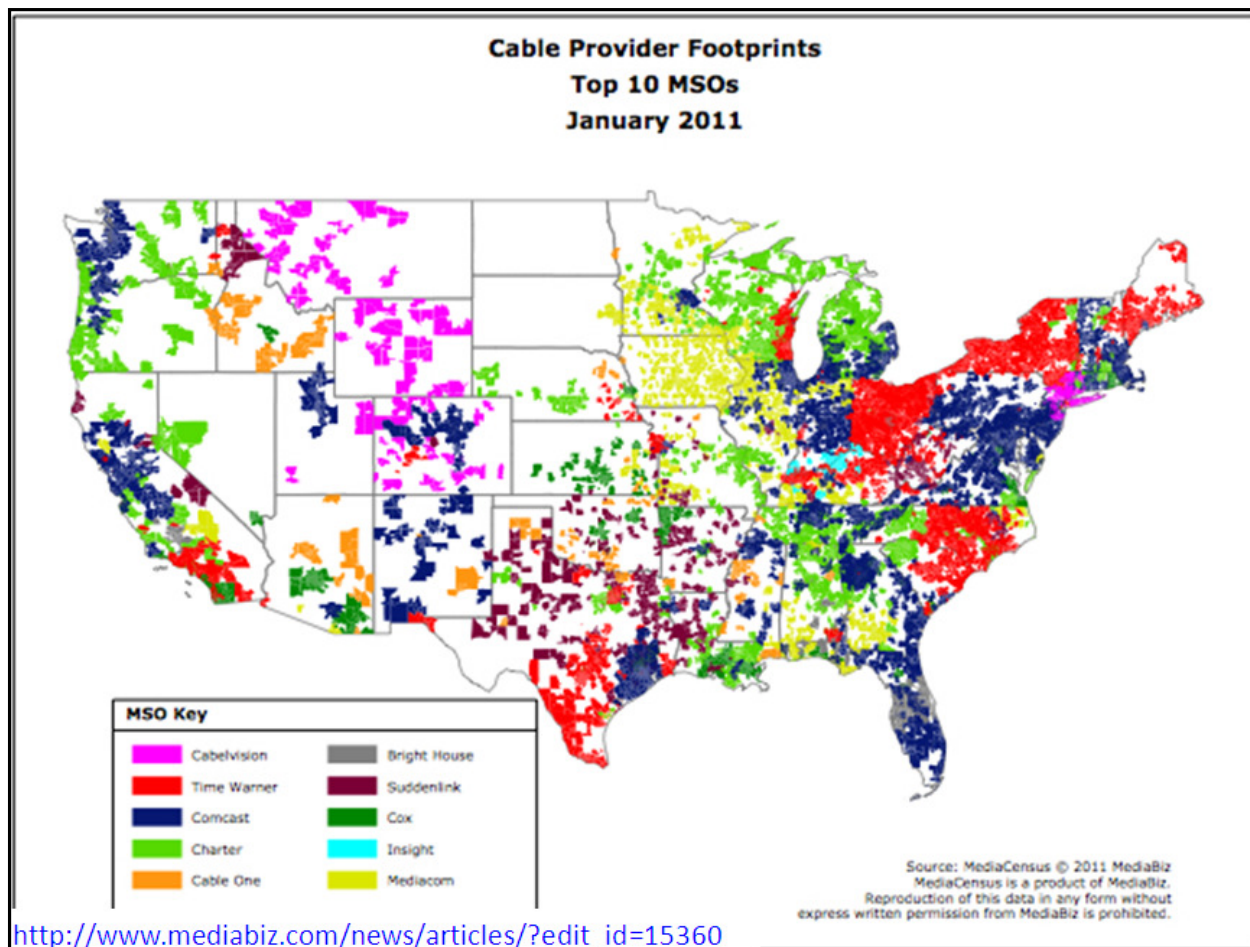 Cable Provider Footprints
Top 10 MSOs
January 2011
MSO Key
Cabelvision
Time Warner
Comcast
Charter
Cable One
Bright House
Suddenlink
Cox
Insight
Mediacom
Source: MediaCensus © 2011 MediaBiz
MediaCensus is a product of MediaBiz.
Reproduction of this data in any form without
express written permission from MediaBiz is prohibited.
http://www.mediabiz.com/news/articles/?edit_id=15360